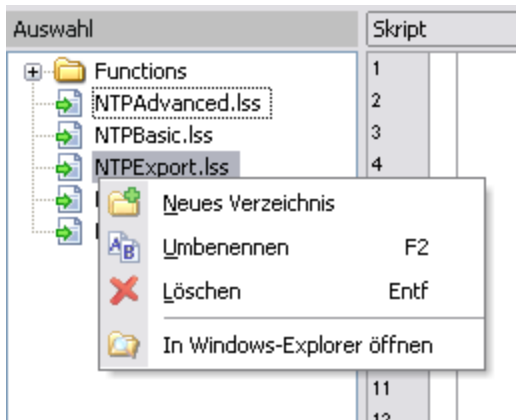 Auswahl
Skript
Functions
NTPAdvanced.lss
NTPBasic.lss
NTPExport.lss
1
2
3
4
Neues Verzeichnis
Umbenennen F2
Löschen Entf
In Windows-Explorer öffnen
11